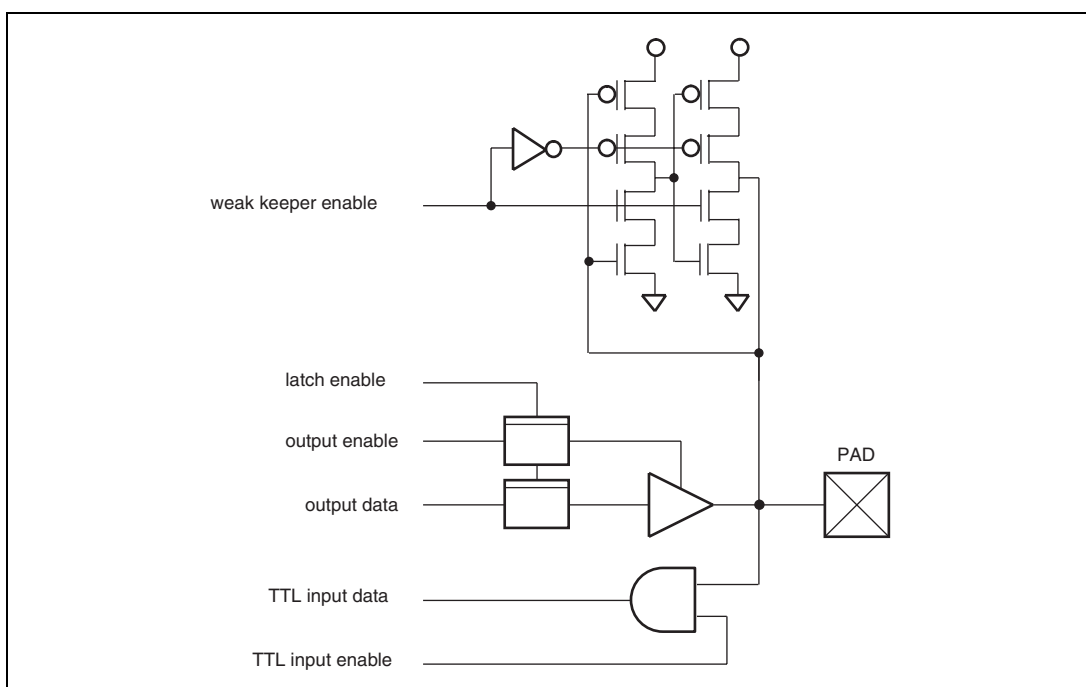 weak keeper enable
latch enable
output enable
PAD
output data
TTL input data
TTL input enable